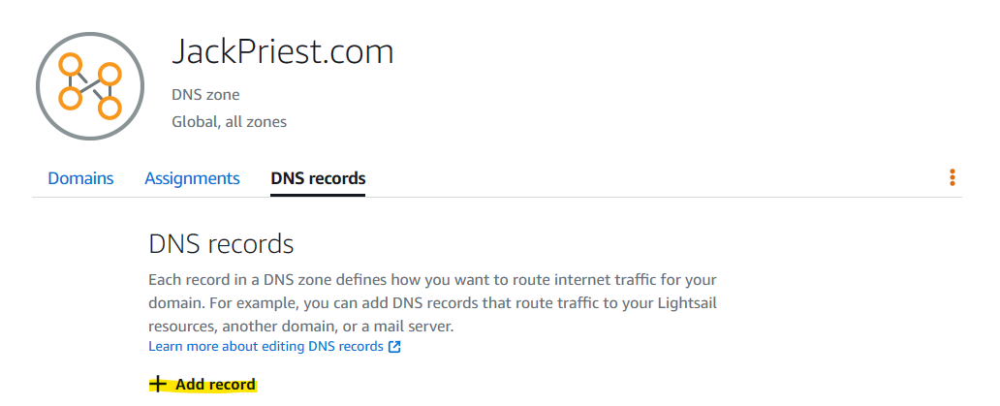 JackPriest.com
DNS zone
Global, all zones
Domains Assignments DNS records
DNS records
Each record in a DNS zone defines how you want to route internet traffic for your
domain. For example, you can add DNS records that route traffic to your Lightsail
resources, another domain, or a mail server.
Learn more about editing DNS records
Add record